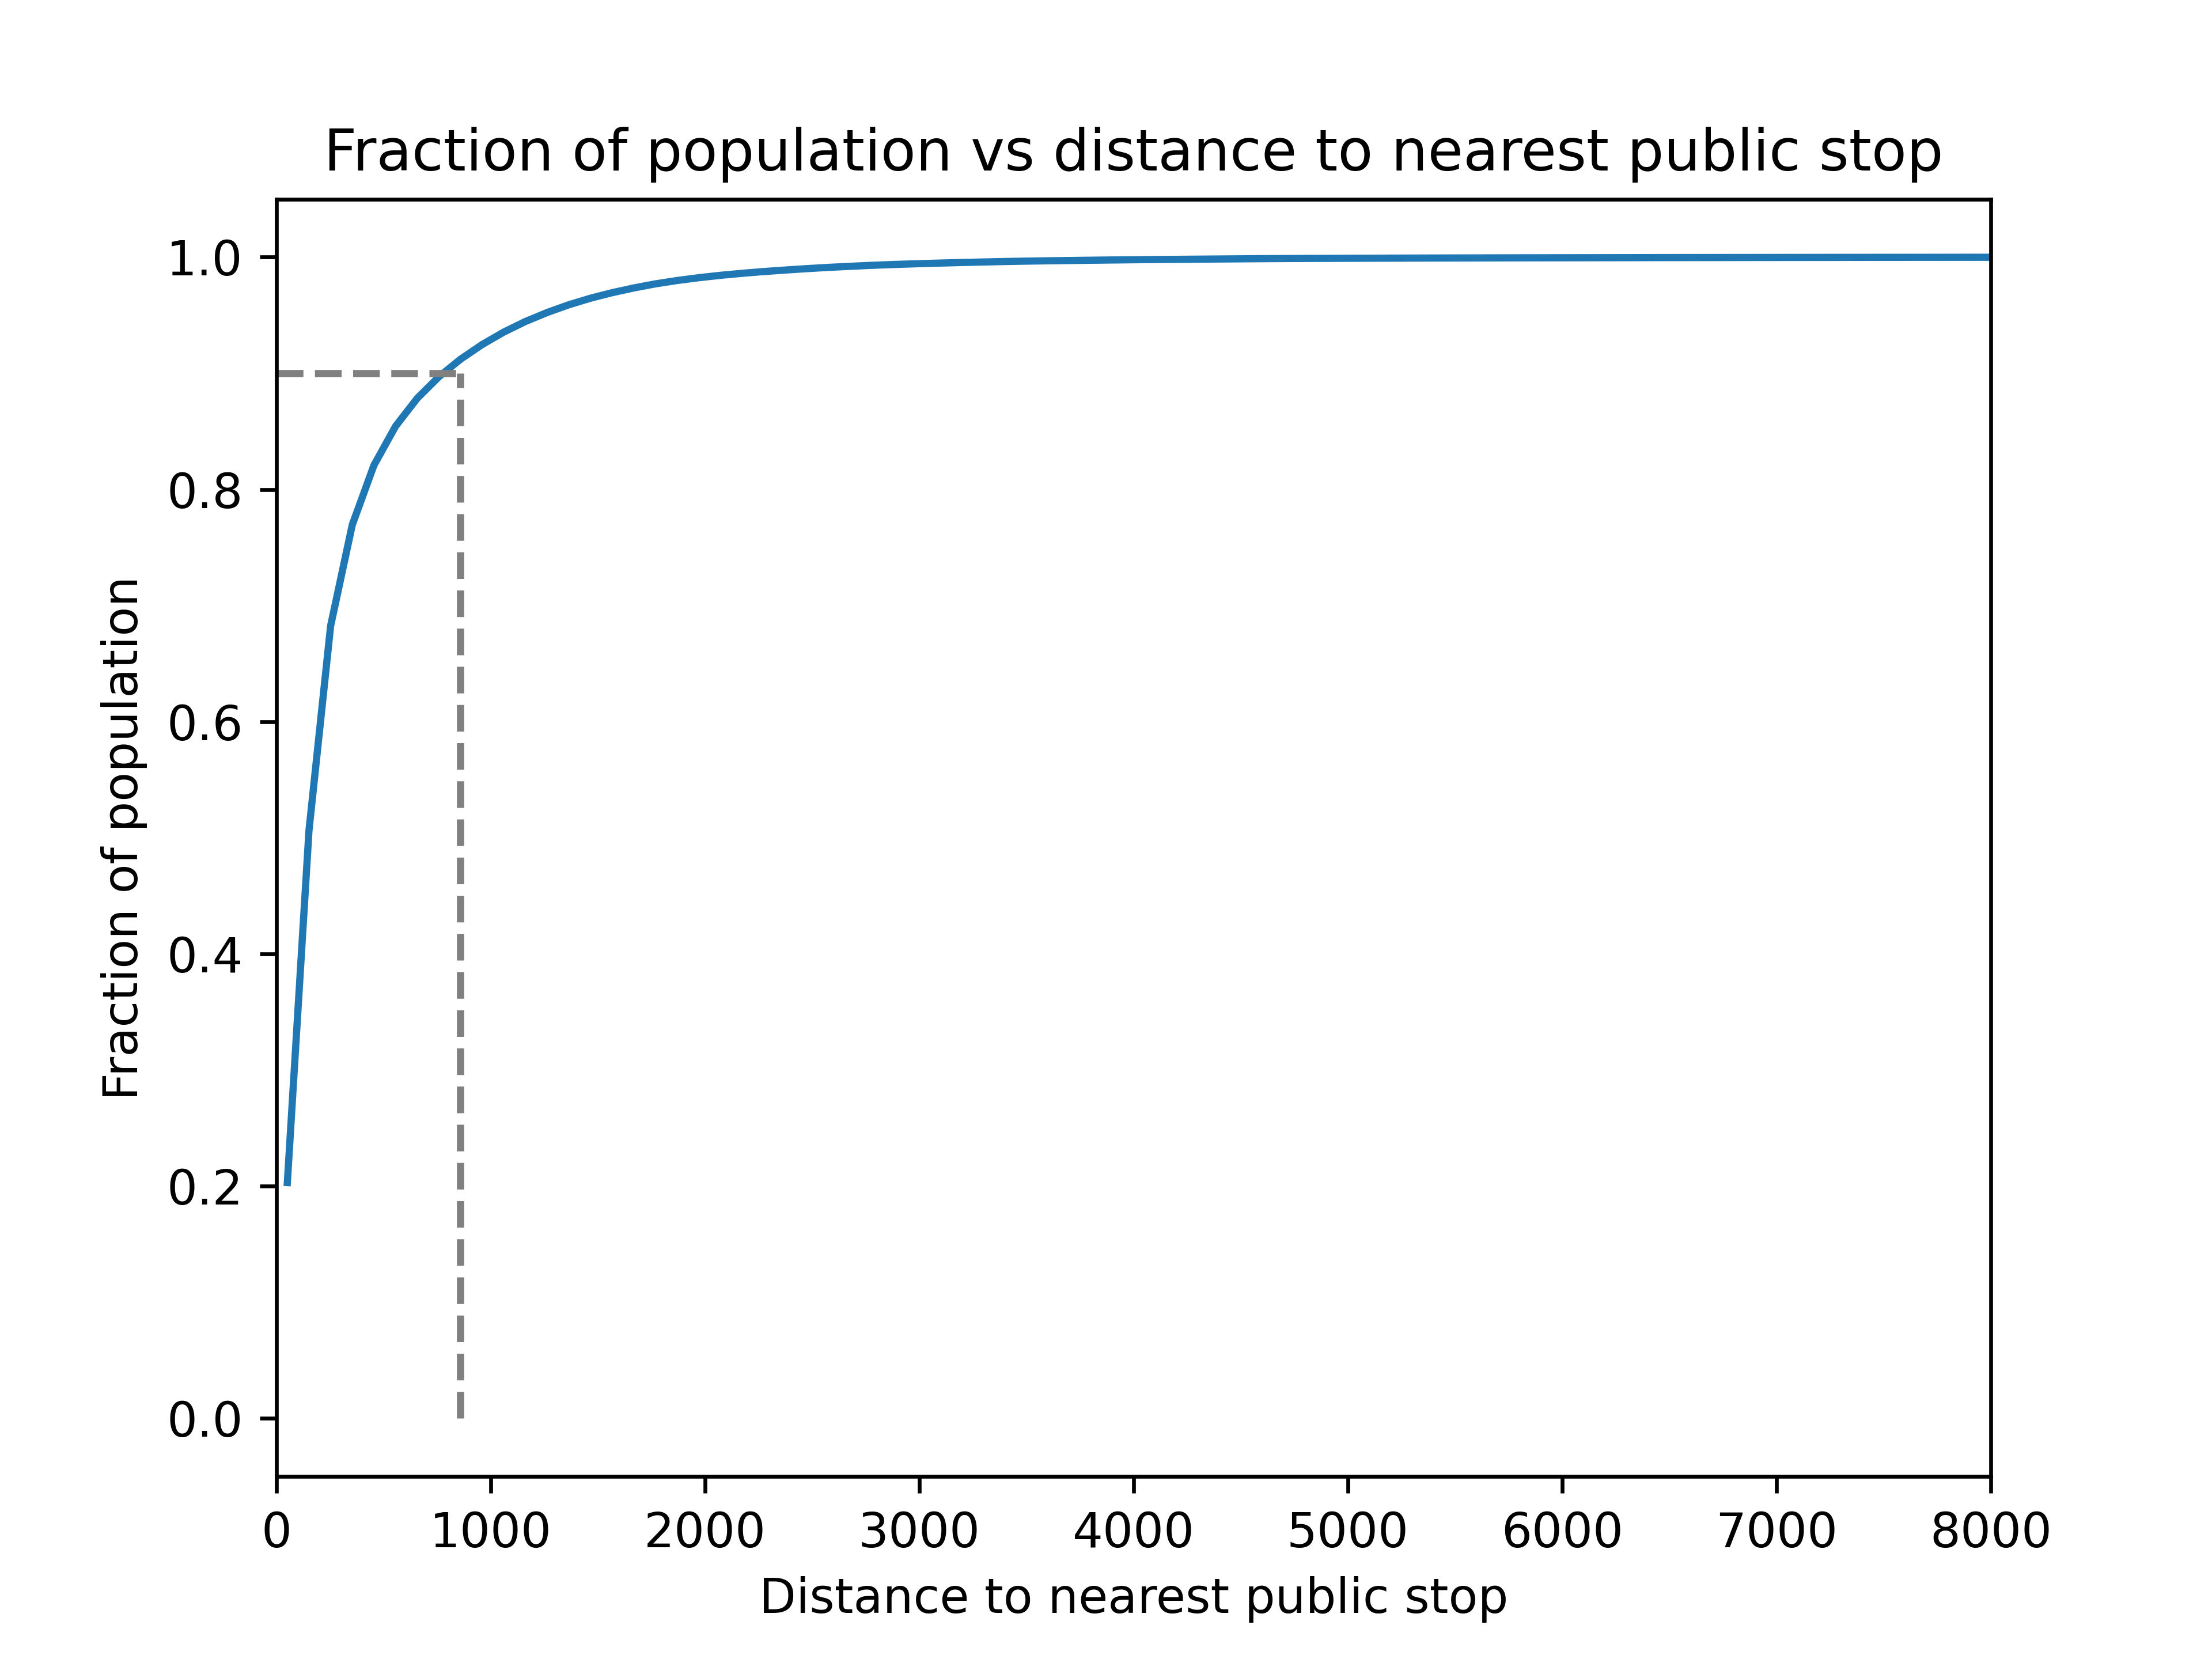 Fraction of population vs distance to nearest public stop
1.0
0.8
0.6
0.4
0.2
0.0
Fraction of population
0 1000 2000 3000 4000 5000 6000 7000 8000
Distance to nearest public stop